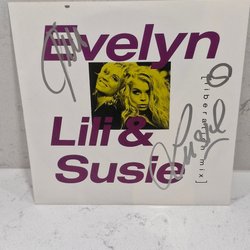 Evelyn
Lili &
Susie
[liberation mix]